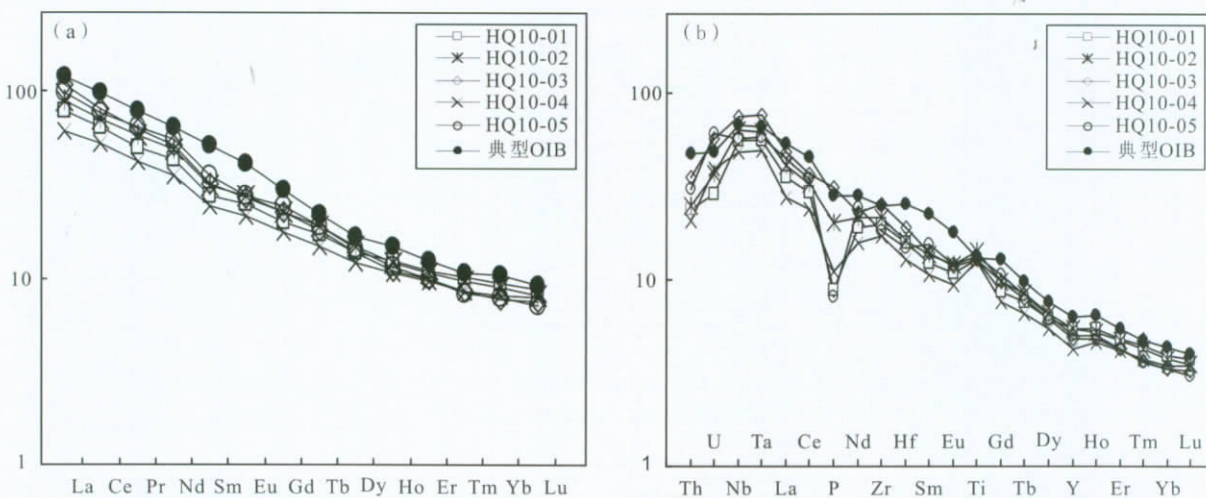 (a)
HQ10-01
HQ10-02
HQ10-03
HQ10-04
HQ10-05
典型OIB
100
10
1
La Ce Pr Nd Sm Eu Gd Tb Dy Ho Er Tm Yb Lu
(b)
HQ10-01
HQ10-02
HQ10-03
HQ10-04
HQ10-05
典型OIB
100
10
1
U Ta Ce Nd Hf Eu Gd Dy Ho Tm Lu
Th Nb La P Zr Sm Ti Tb Y Er Yb